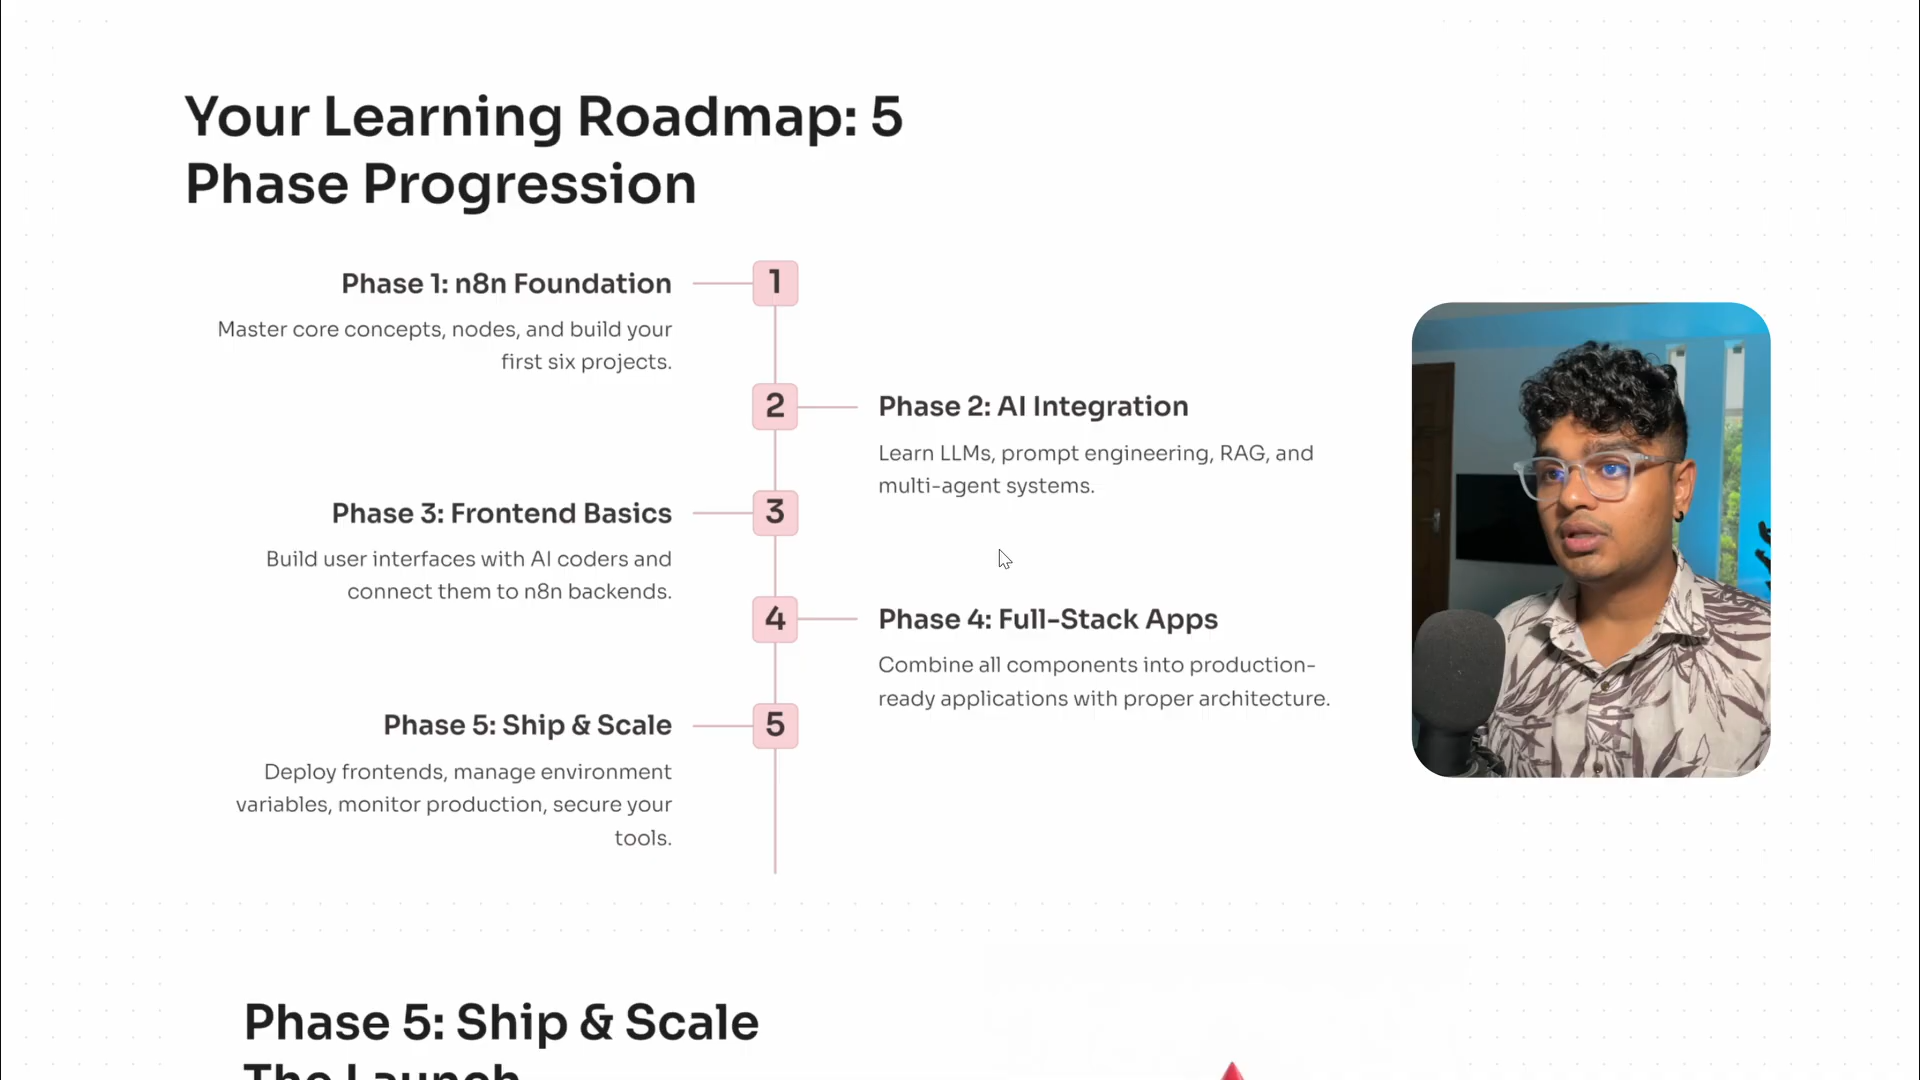 Your Learning Roadmap: 5
Phase Progression
Phase 1: n8n Foundation
1
Master core concepts, nodes, and build your
first six projects.
2
Phase 2: AI Integration
Learn LLMs, prompt engineering, RAG, and
multi-agent systems.
Phase 3: Frontend Basics
3
Build user interfaces with AI coders and
connect them to n8n backends.
4
Phase 4: Full-Stack Apps
Combine all components into production-
ready applications with proper architecture.
Phase 5: Ship & Scale
5
Deploy frontends, manage environment
variables, monitor production, secure your
tools.
Phase 5: Ship & Scale
The Launch